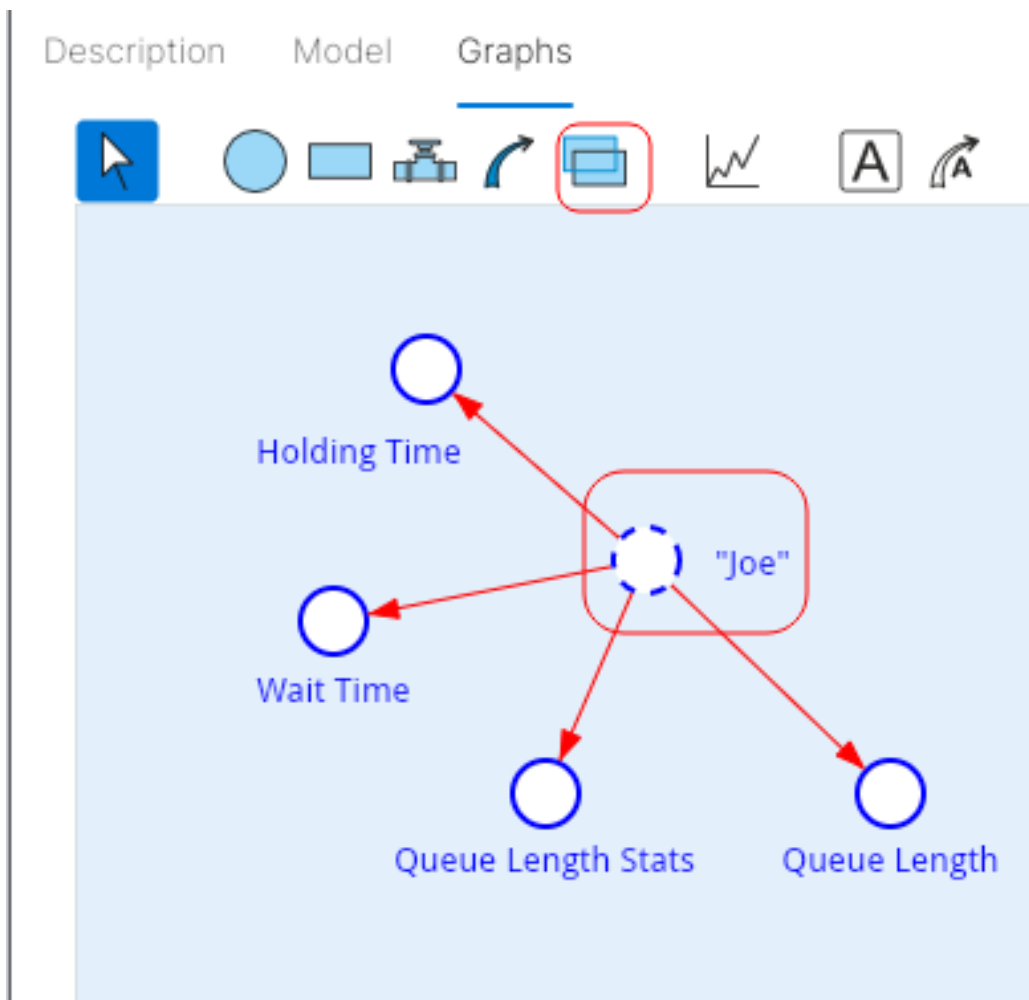 Description Model Graphs
A A
Holding Time
"Joe"
Wait Time
Queue Length Stats Queue Length